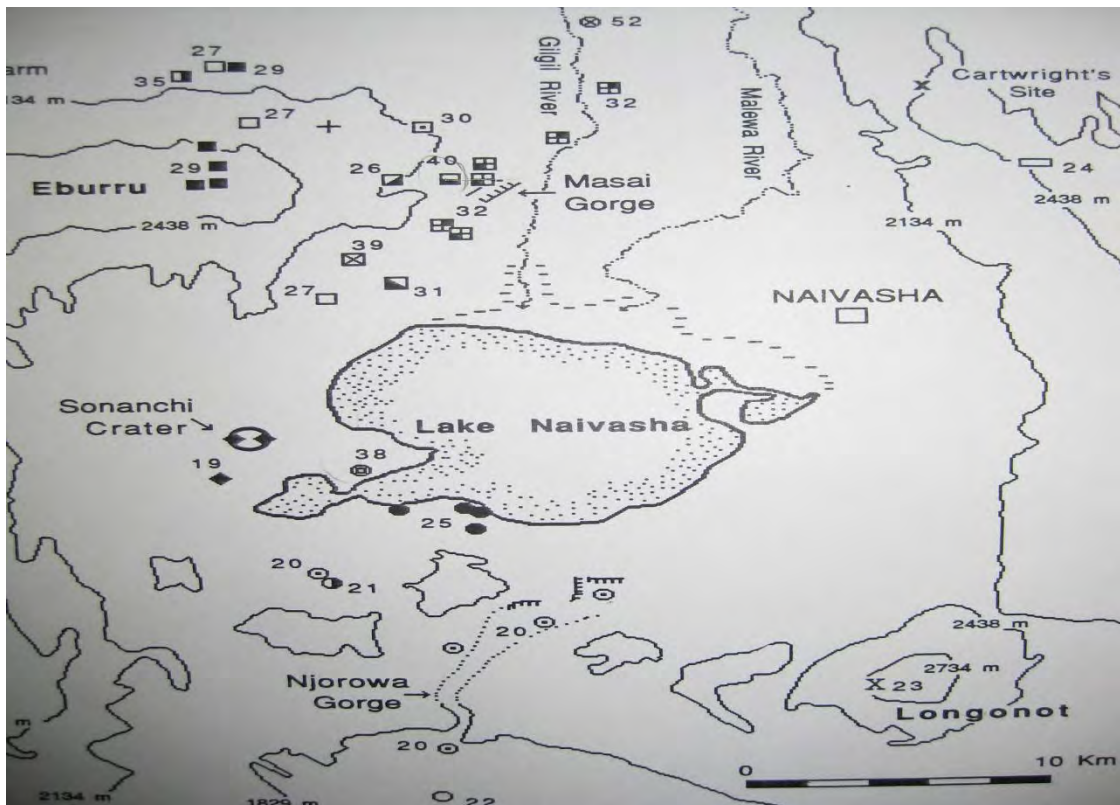 52
27
35
29
Gilgil River
Cartwright's
Site
arm
2134 m
32
27
30
Malewa River
29
26
40
24
Eburru
Masai
Gorge
2438 m
32
2438 m
2134 m
39
27
31
NAIVASHA
Sonanchi
Crater
Lake Naivasha
38
19
25
20
21
20
2438 m
2734 m
Njorowa
Gorge
X 23
Longonot
m
20
0
10 Km
2134 m
1829 m
22